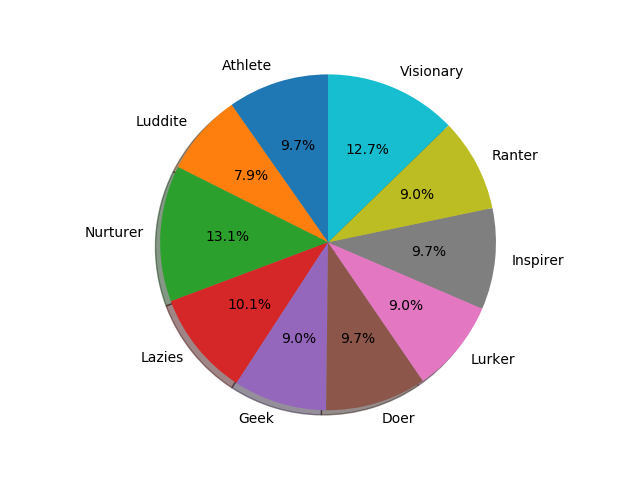 Athlete
9.7%
Luddite
7.9%
Nurturer
13.1%
Lazies
10.1%
Geek
9.0%
Doer
9.7%
Lurker
9.0%
Inspirer
9.7%
Ranter
9.0%
Visionary
12.7%